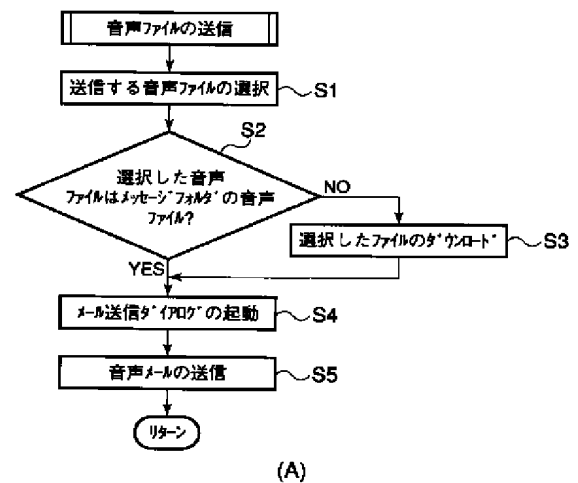 音声ファイルの送信
送信する音声ファイルの選択
S1
S2
選択した音声
ファイルはメッセージフォルダの音声
ファイル?
NO
選択したファイルのダウンロード
S3
YES
メール送信ダイアログの起動
S4
音声メールの送信
S5
リターン
(A)